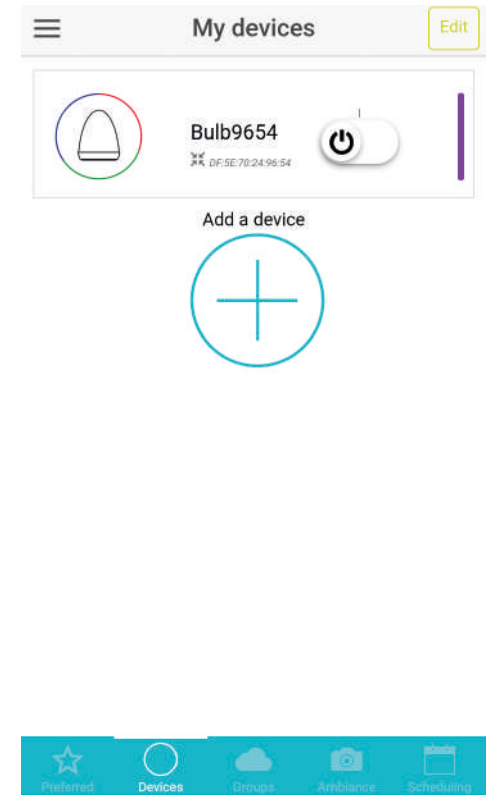 My devices
Edit
Bulb9654
DF:5E:70:24:96:54
Add a device
Preferred
Devices
Groups
Ambiance
Scheduling